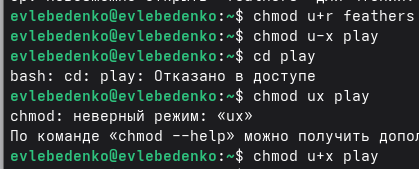 evlebedenko@evlebedenko:~$ chmod u+r feathers
evlebedenko@evlebedenko:~$ chmod u-x play
evlebedenko@evlebedenko:~$ cd play
bash: cd: play: Отказано в доступе
evlebedenko@evlebedenko:~$ chmod ux play
chmod: неверный режим: «ux»
По команде «chmod --help» можно получить допол
evlebedenko@evlebedenko:~$ chmod u+x play